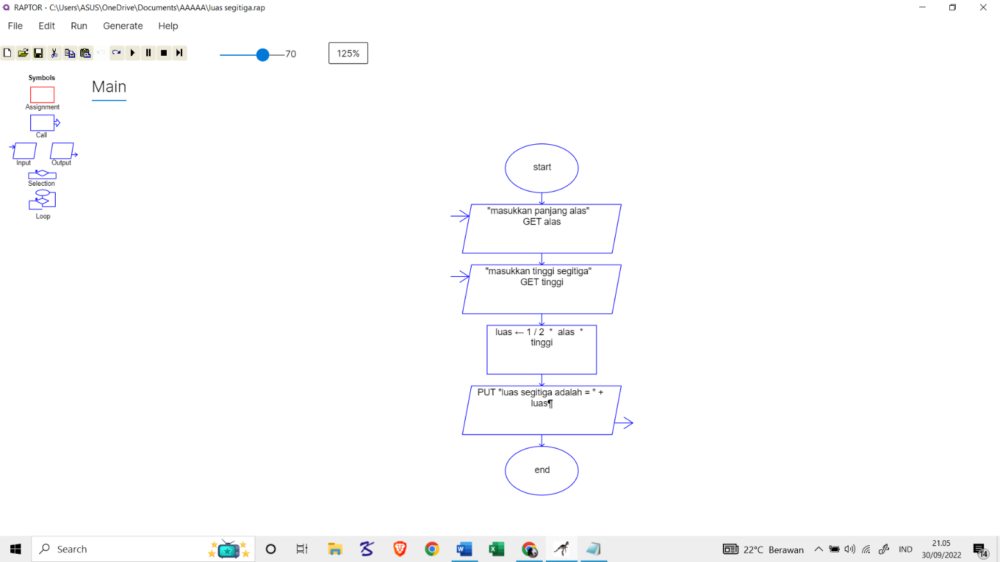 RAPTOR - C:\Users\ASUS\OneDrive\Documents\AAAAA\luas segitiga.rap
File Edit Run Generate Help
70
125%
Symbols
Assignment
Call
Input Output
Selection
Loop
Main
start
"masukkan panjang alas"
GET alas
"masukkan tinggi segitiga"
GET tinggi
luas ← 1 / 2 * alas *
tinggi
PUT "luas segitiga adalah = " +
luas¶
end
Search
22°C Berawan
IND
21.05
30/09/2022
14